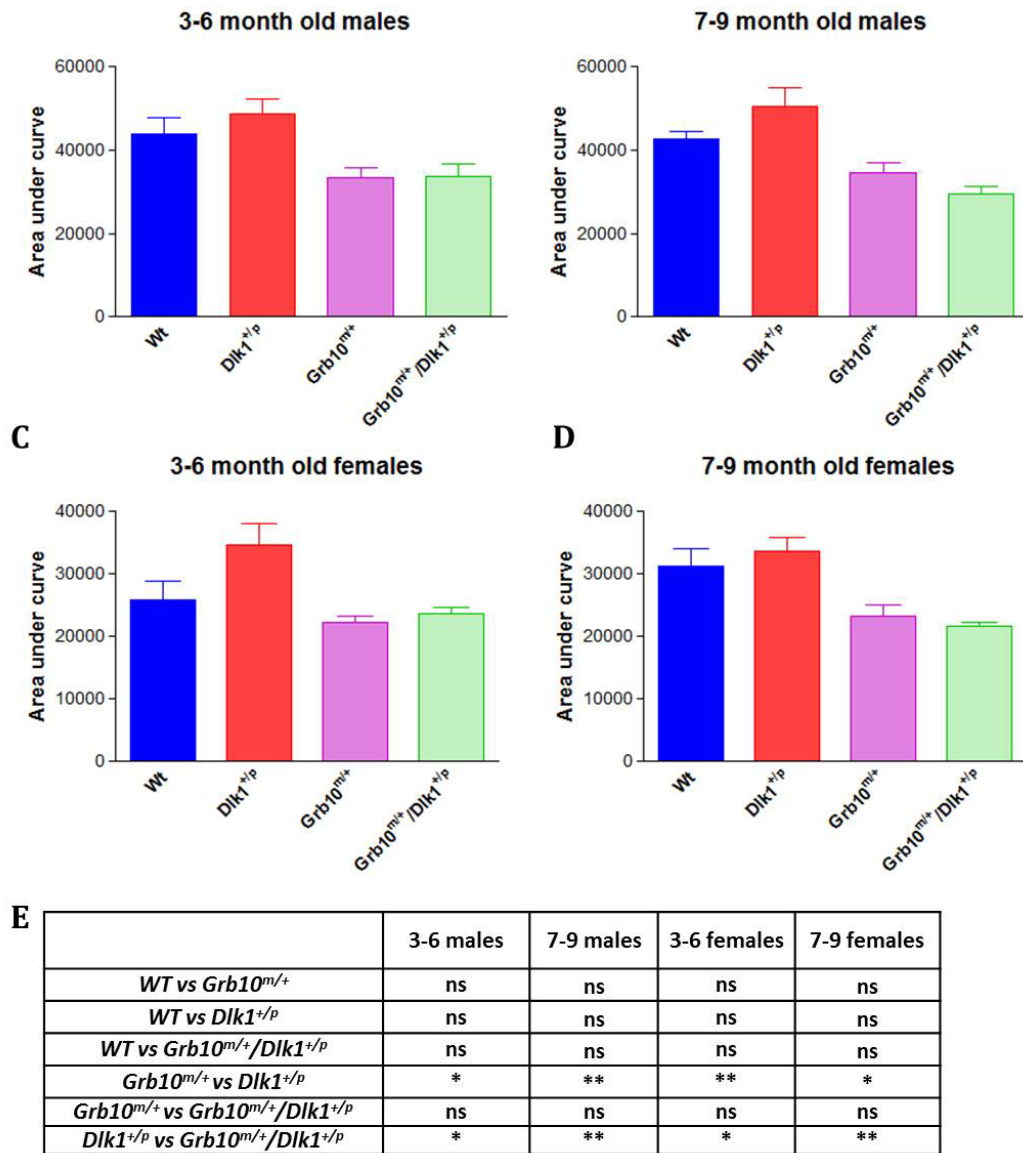 3-6 month old males
7-9 month old males
Area under curve
60000
40000
20000
0
Wt
Dlk1+/p
Grb10m/+
Grb10m/+/Dlk1+/p
Area under curve
60000
40000
20000
0
Wt
Dlk1+/p
Grb10m/+
Grb10m/+/Dlk1+/p
C
D
3-6 month old females
7-9 month old females
Area under curve
40000
30000
20000
10000
0
Wt
Dlk1+/p
Grb10m/+
Grb10m/+/Dlk1+/p
Area under curve
40000
30000
20000
10000
0
Wt
Dlk1+/p
Grb10m/+
Grb10m/+/Dlk1+/p
E
3-6 males 7-9 males 3-6 females 7-9 females
WT vs Grb10m/+ ns ns ns ns
WT vs Dlk1+/p ns ns ns ns
WT vs Grb10m/+/Dlk1+/p ns ns ns ns
Grb10m/+ vs Dlk1+/p * ** ** *
Grb10m/+ vs Grb10m/+/Dlk1+/p ns ns ns ns
Dlk1+/p vs Grb10m/+/Dlk1+/p * ** * **